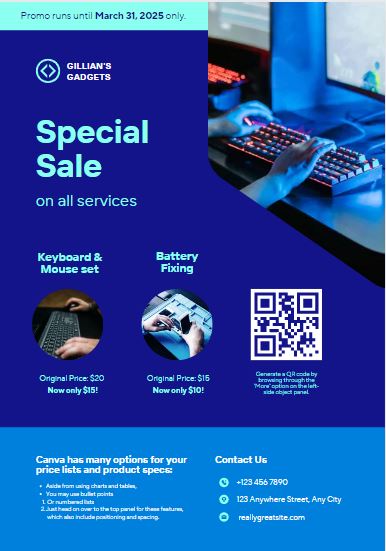 Promo runs until March 31, 2025 only.
GILLIAN'S
GADGETS
Special
Sale
on all services
Keyboard &
Mouse set
Battery
Fixing
Original Price: $20
Now only $15!
Original Price: $15
Now only $10!
Generate a QR code by
browsing through the
'More' option on the left-
side object panel.
Canva has many options for your
price lists and product specs:
• Aside from using charts and tables,
• You may use bullet points
1. Or numbered lists
2. Just head on over to the top panel for these features,
which also include positioning and spacing.
Contact Us
+123 456 7890
123 Anywhere Street, Any City
reallygreatsite.com